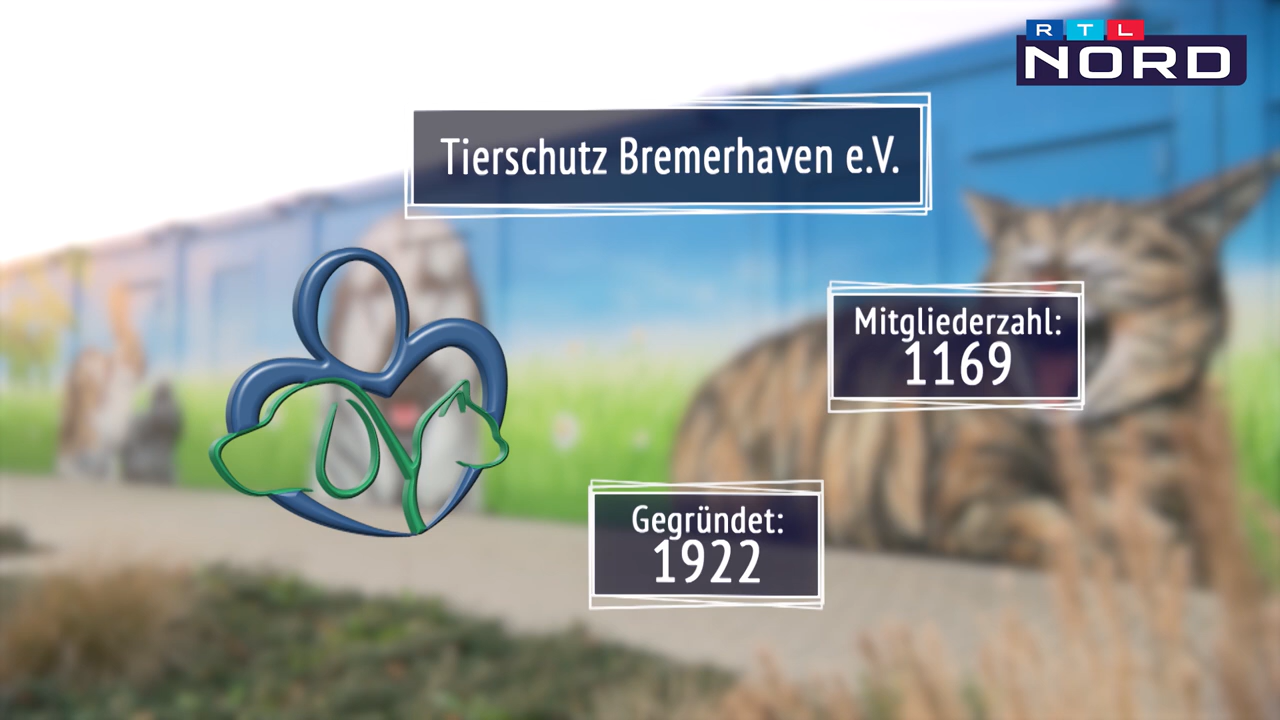 RTL
NORD
Tierschutz Bremerhaven e.V.
Mitgliederzahl:
1169
Gegründet:
1922